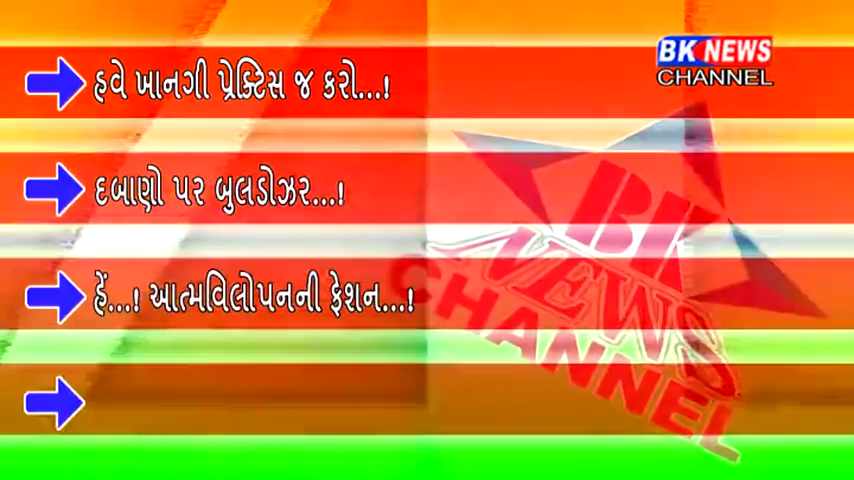 BK NEWS
CHANNEL
હવે ખાનગી પ્રેક્ટિસ જ કરો...!
દબાણો પર બુલડોઝર...!
હેં...! આત્મવિલોપનની ફેશન...!
BK
NEWS
CHANNEL